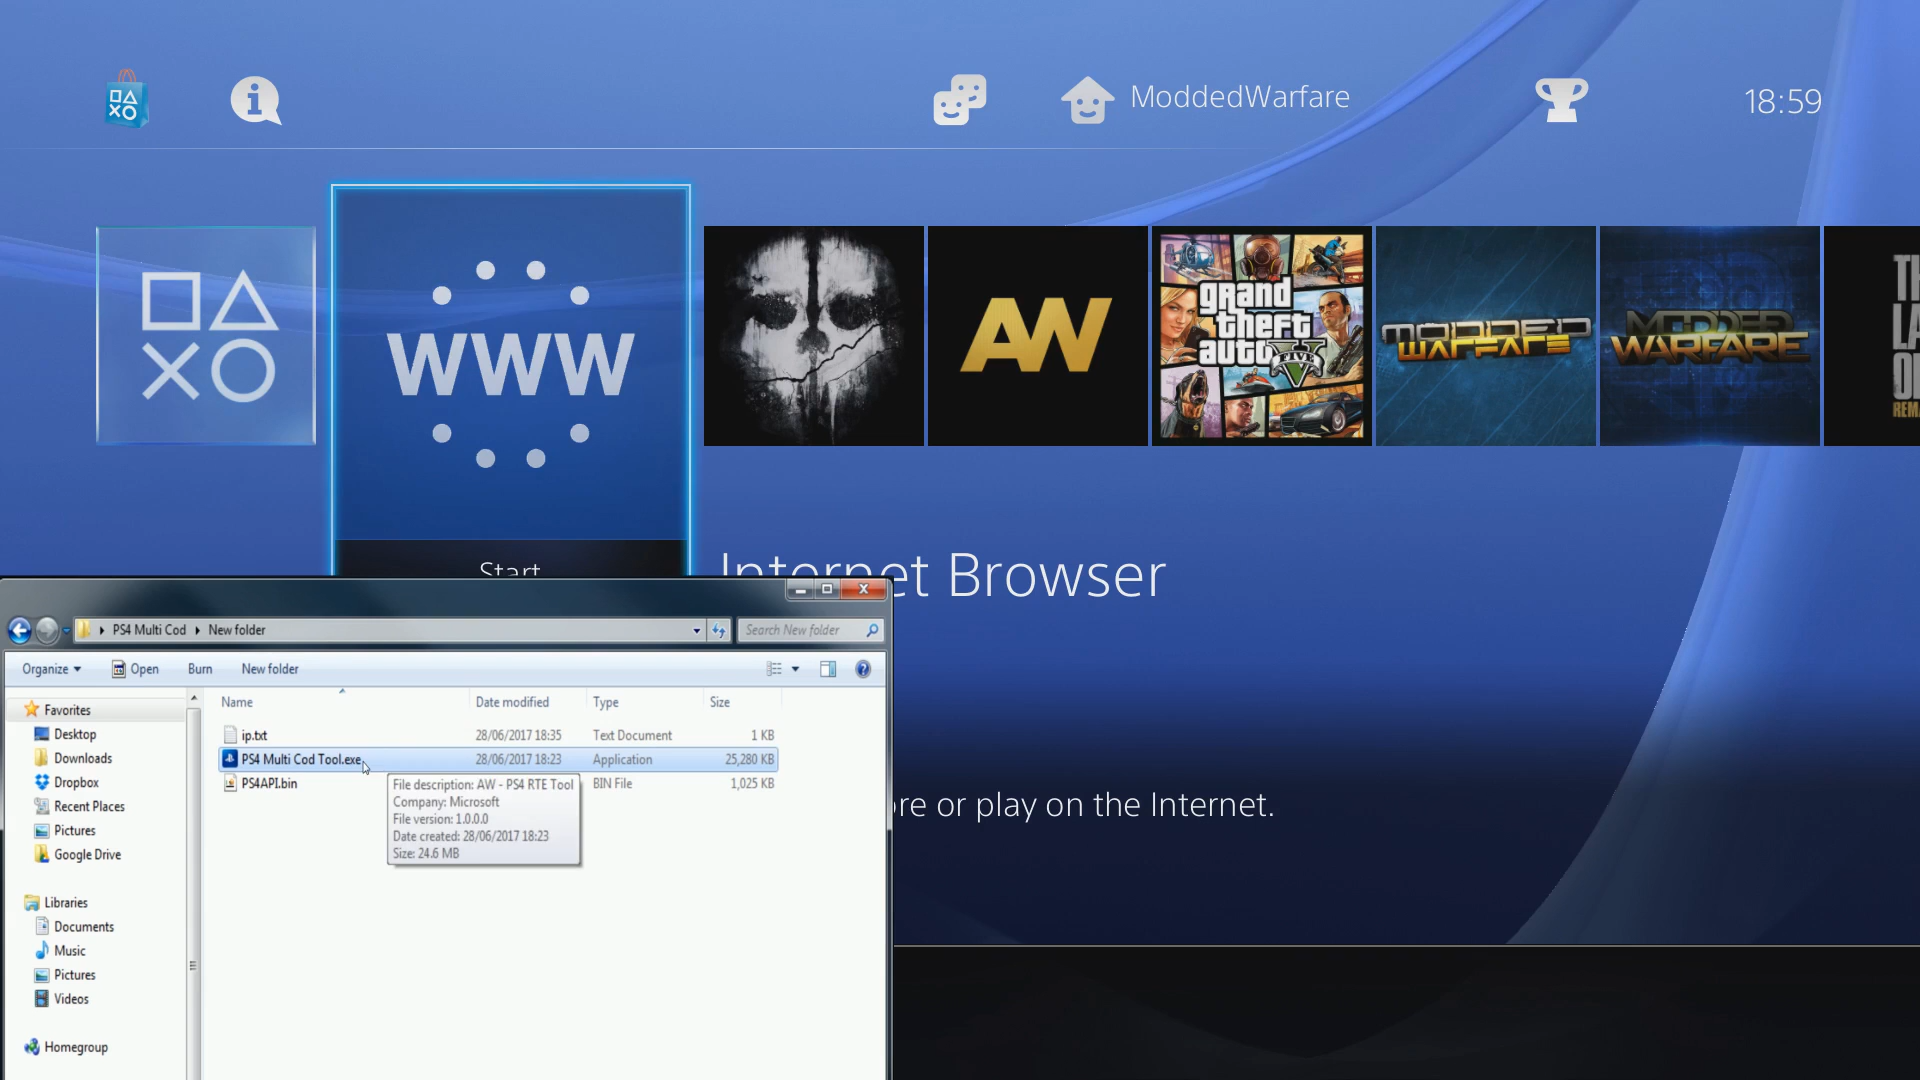 ModdedWarfare
18:59
WWW
AW
grand
theft
auto
FIVE
MODDED
WARFARE
MODDED
WARFARE
Start
Internet Browser
PS4 Multi Cod
New folder
Search New folder
Organize
Open
Burn
New folder
Name
Date modified
Type
Size
Favorites
Desktop
Downloads
Dropbox
Recent Places
Pictures
Google Drive
Libraries
Documents
Music
Pictures
Videos
Homegroup
ip.txt 28/06/2017 18:35 Text Document 1 KB
PS4 Multi Cod Tool.exe 28/06/2017 18:23 Application 25,280 KB
PS4API.bin BIN File 1,025 KB
File description: AW - PS4 RTE Tool
Company: Microsoft
File version: 1.0.0.0
Date created: 28/06/2017 18:23
Size: 24.6 MB
or play on the Internet.